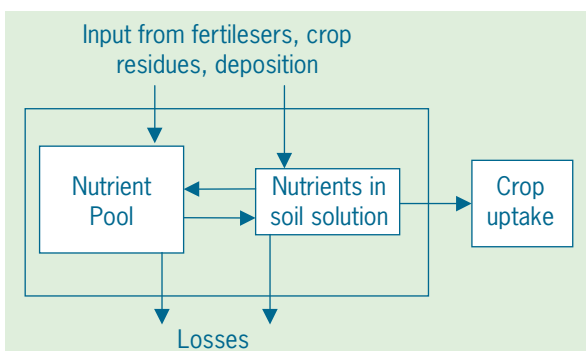 Input from fertilesers, crop
residues, deposition
Nutrient
Pool
Nutrients in
soil solution
Crop
uptake
Losses